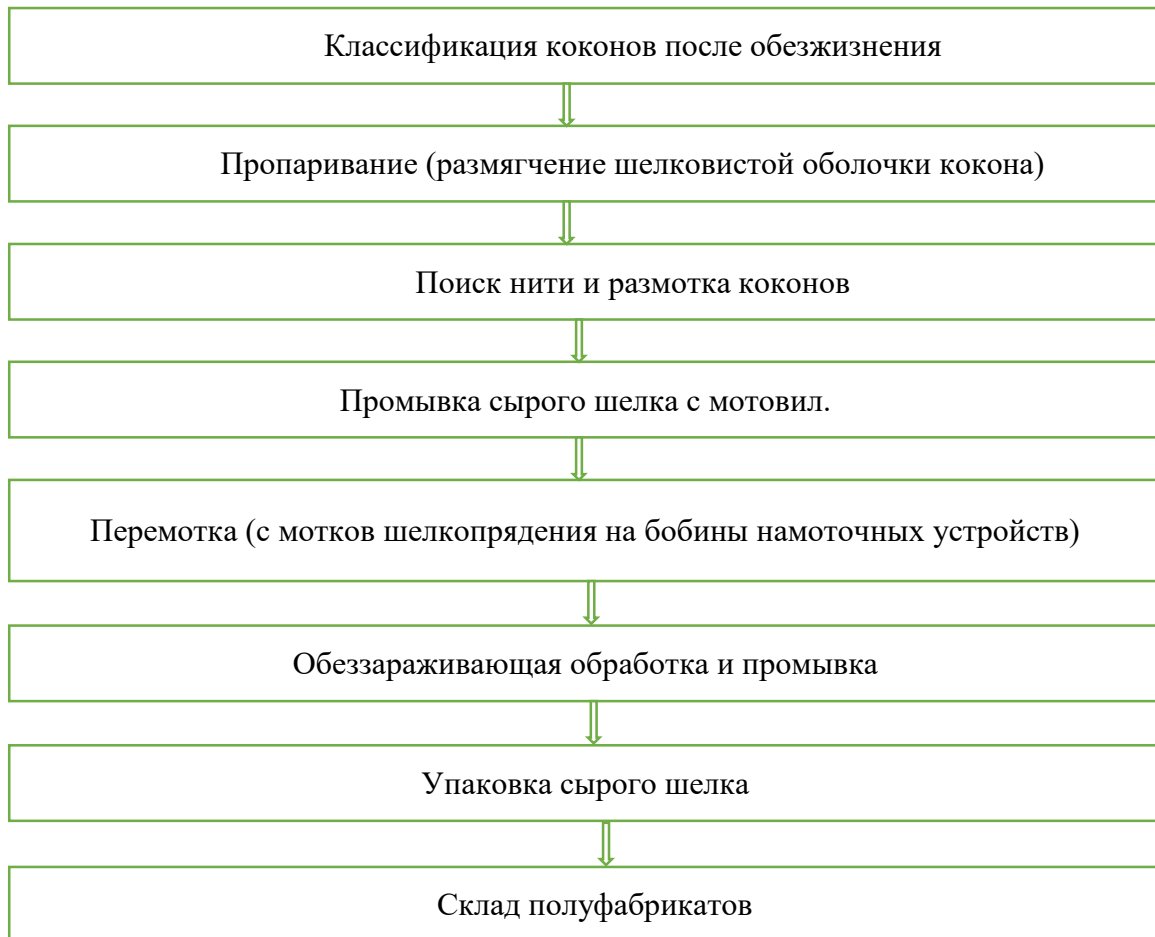 Классификация коконов после обезжизнения
Пропаривание (размягчение шелковистой оболочки кокона)
Поиск нити и размотка коконов
Промывка сырого шелка с мотовил.
Перемотка (с мотков шелкопрядения на бобины намоточных устройств)
Обеззараживающая обработка и промывка
Упаковка сырого шелка
Склад полуфабрикатов